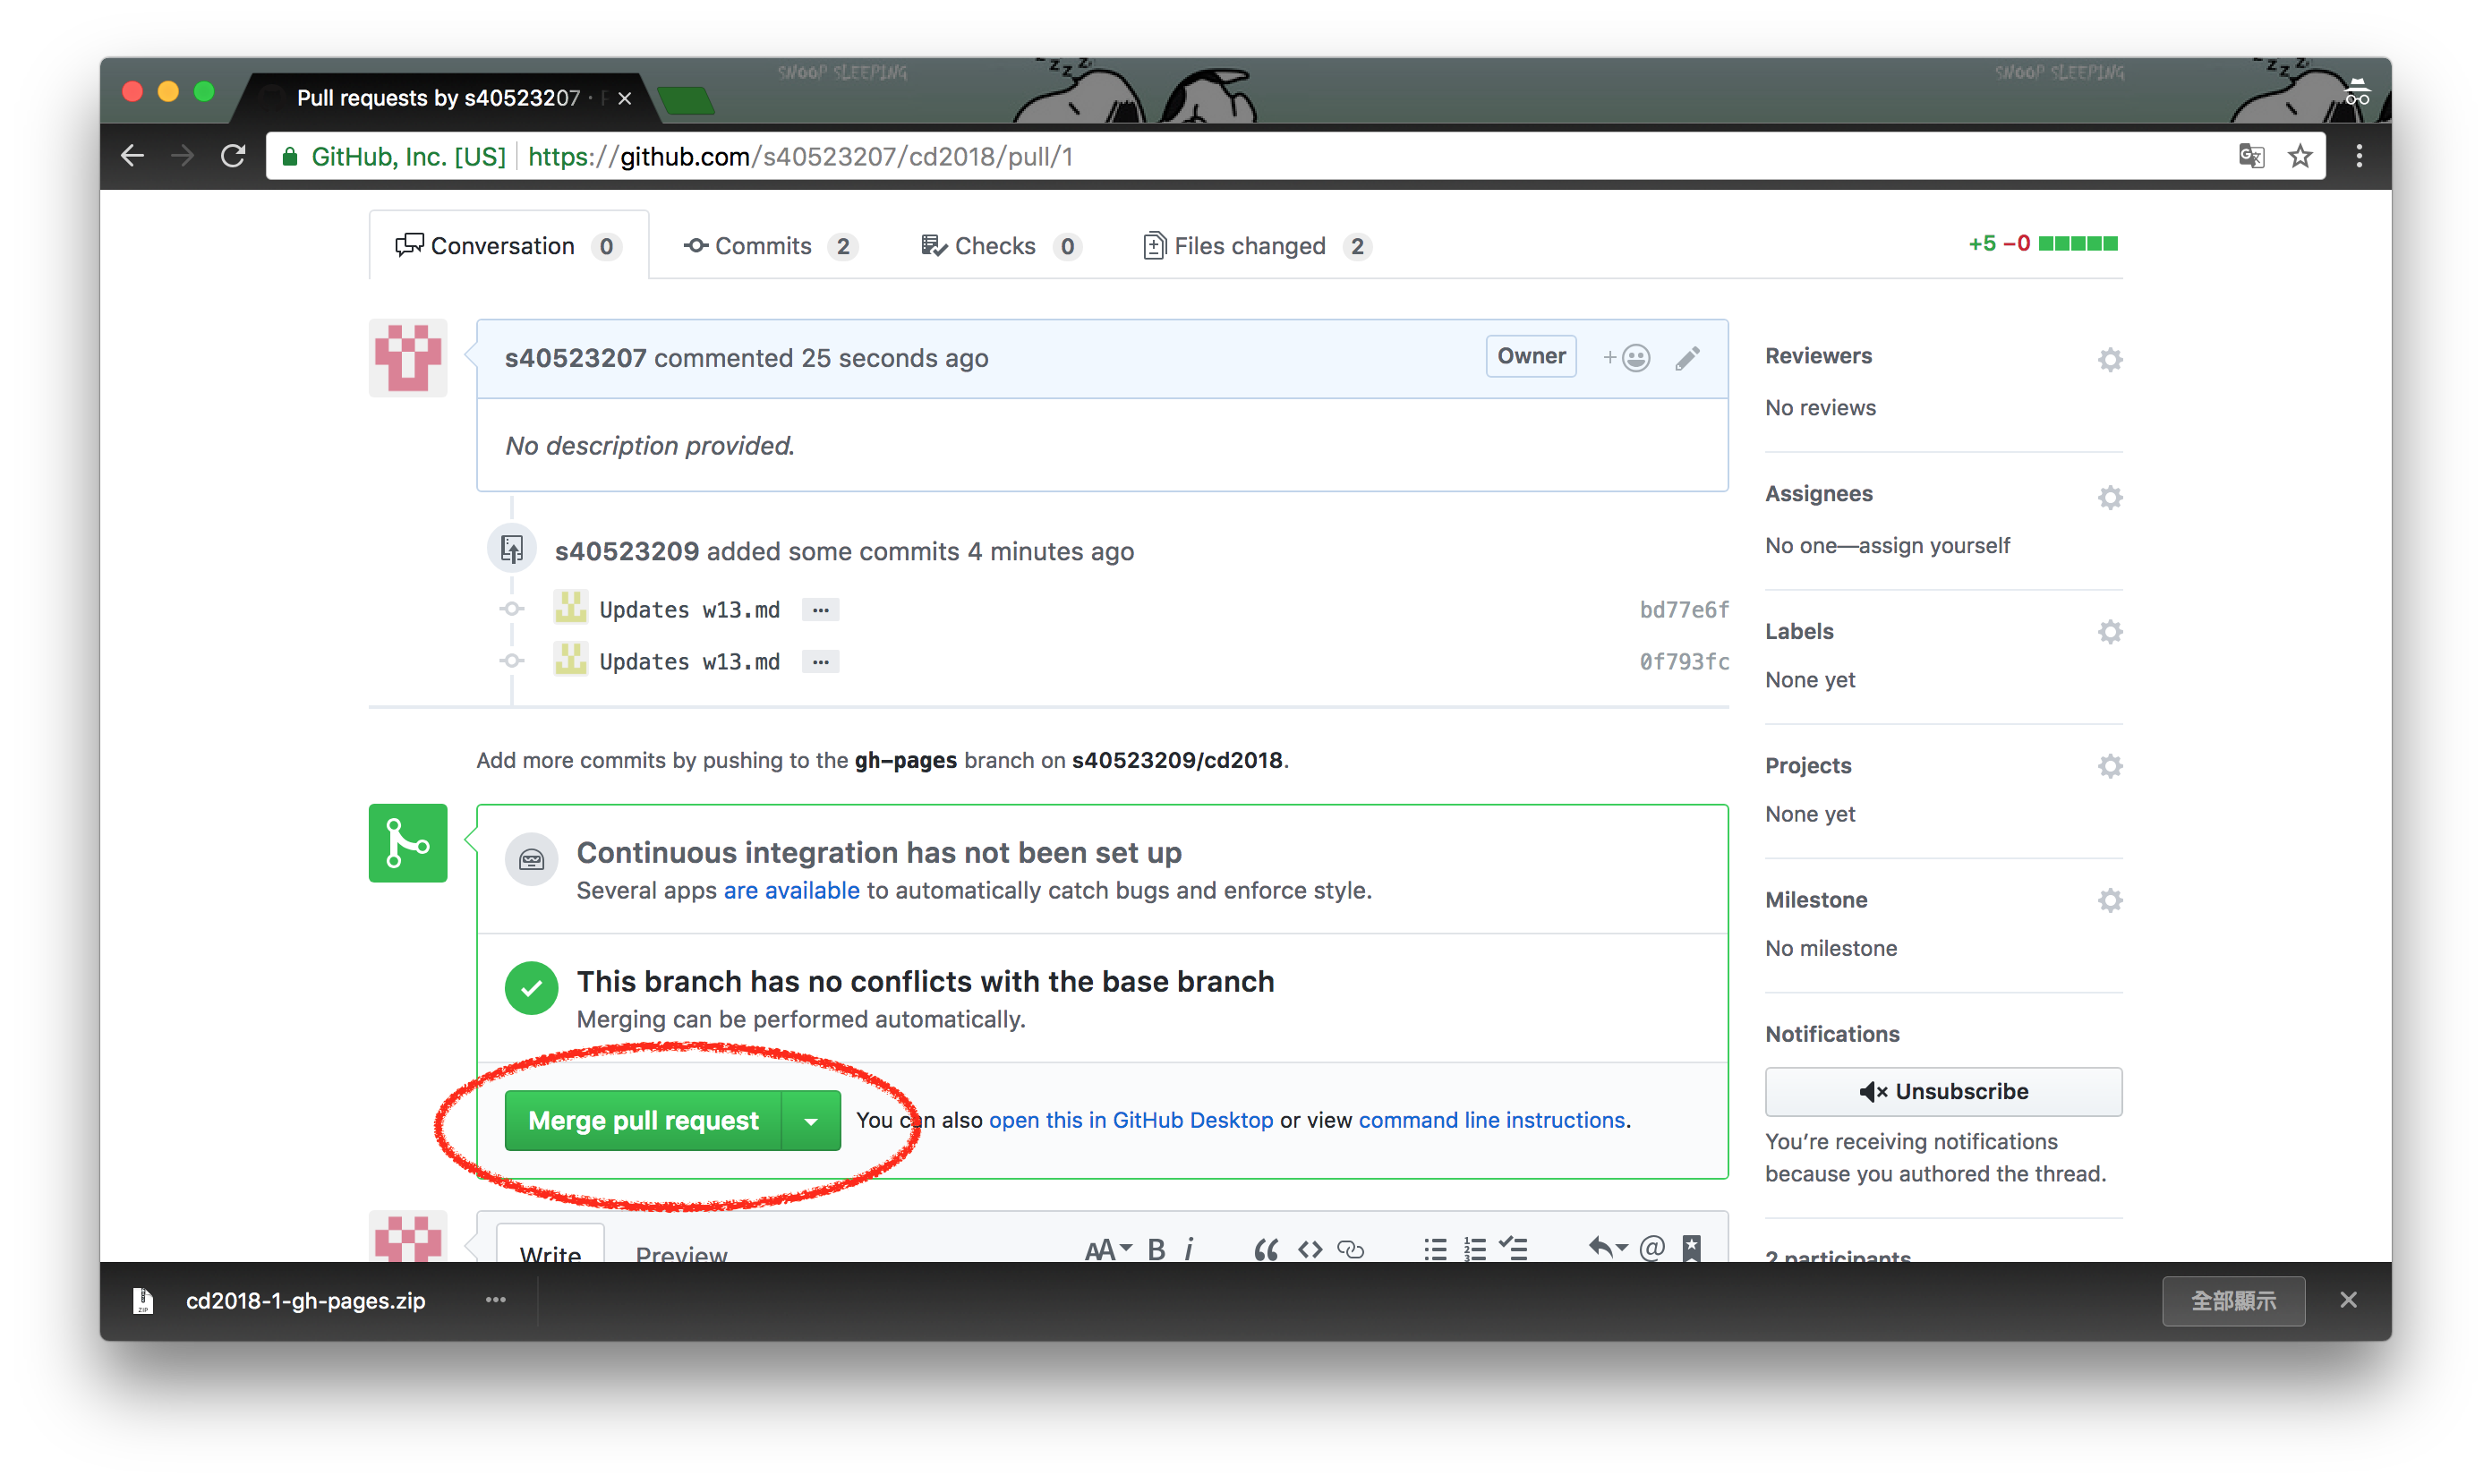 SNOOP SLEEPING
SNOOP SLEEPING
z z z z
z z z z
Pull requests by s40523207 ·
GitHub, Inc. [US] https://github.com/s40523207/cd2018/pull/1
Conversation 0 Commits 2 Checks 0 Files changed 2 +5 −0
s40523207 commented 25 seconds ago Owner
No description provided.
s40523209 added some commits 4 minutes ago
Updates w13.md ... bd77e6f
Updates w13.md ... 0f793fc
Add more commits by pushing to the gh-pages branch on s40523209/cd2018.
Continuous integration has not been set up
Several apps are available to automatically catch bugs and enforce style.
This branch has no conflicts with the base branch
Merging can be performed automatically.
Merge pull request You can also open this in GitHub Desktop or view command line instructions.
Write Preview AA B i “ <> @
Reviewers
No reviews
Assignees
No one—assign yourself
Labels
None yet
Projects
None yet
Milestone
No milestone
Notifications
Unsubscribe
You’re receiving notifications
because you authored the thread.
2 participants
ZIP cd2018-1-gh-pages.zip ... 全部顯示